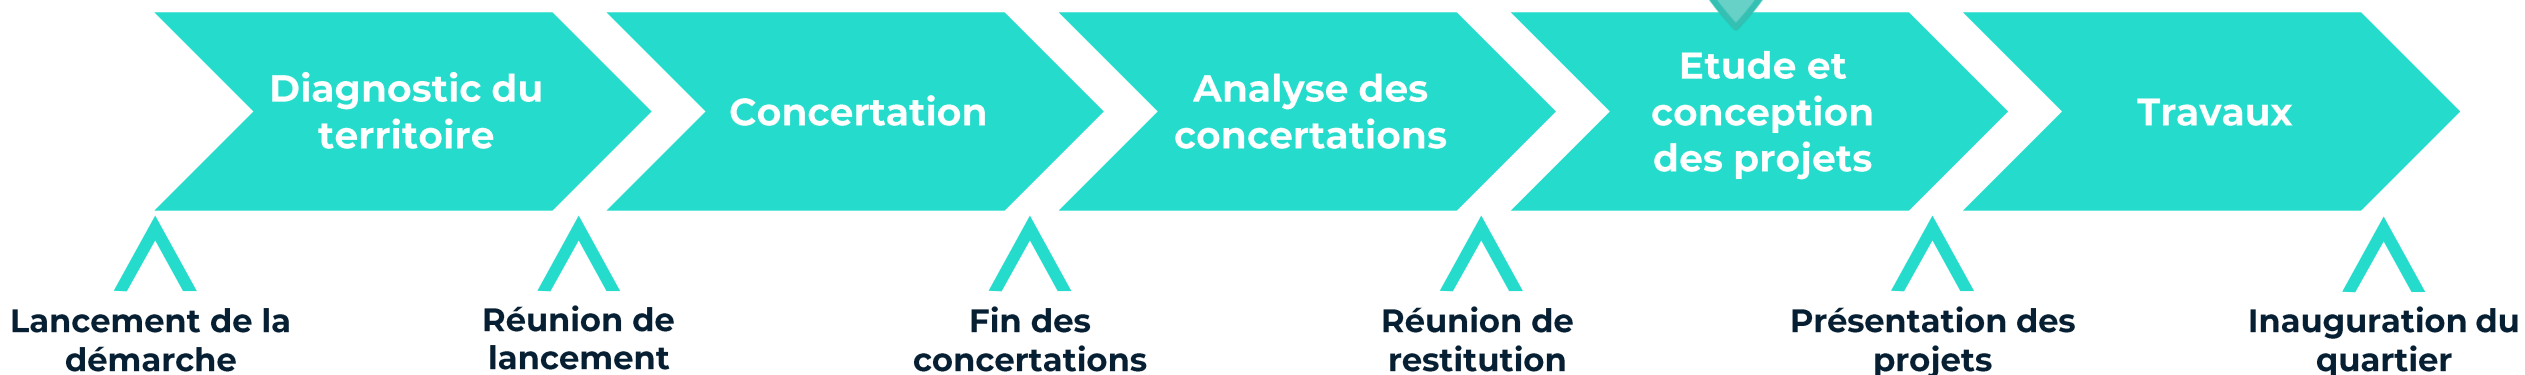 Diagnostic du
territoire
Concertation
Analyse des
concertations
Etude et
conception
des projets
Travaux
Lancement de la
démarche
Réunion de
lancement
Fin des
concertations
Réunion de
restitution
Présentation des
projets
Inauguration du
quartier